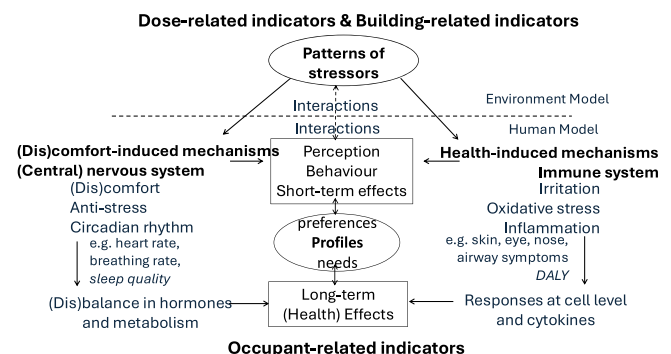 Dose-related indicators & Building-related indicators
Patterns of
stressors
Interactions
Environment Model
Interactions
Human Model
(Dis)comfort-induced mechanisms
(Central) nervous system
(Dis)comfort
Anti-stress
Circadian rhythm
e.g. heart rate,
breathing rate,
sleep quality
(Dis)balance in hormones
and metabolism
Perception
Behaviour
Short-term effects
preferences
Profiles
needs
Long-term
(Health) Effects
Health-induced mechanisms
Immune system
Irritation
Oxidative stress
Inflammation
e.g. skin, eye, nose,
airway symptoms
DALY
Responses at cell level
and cytokines
Occupant-related indicators